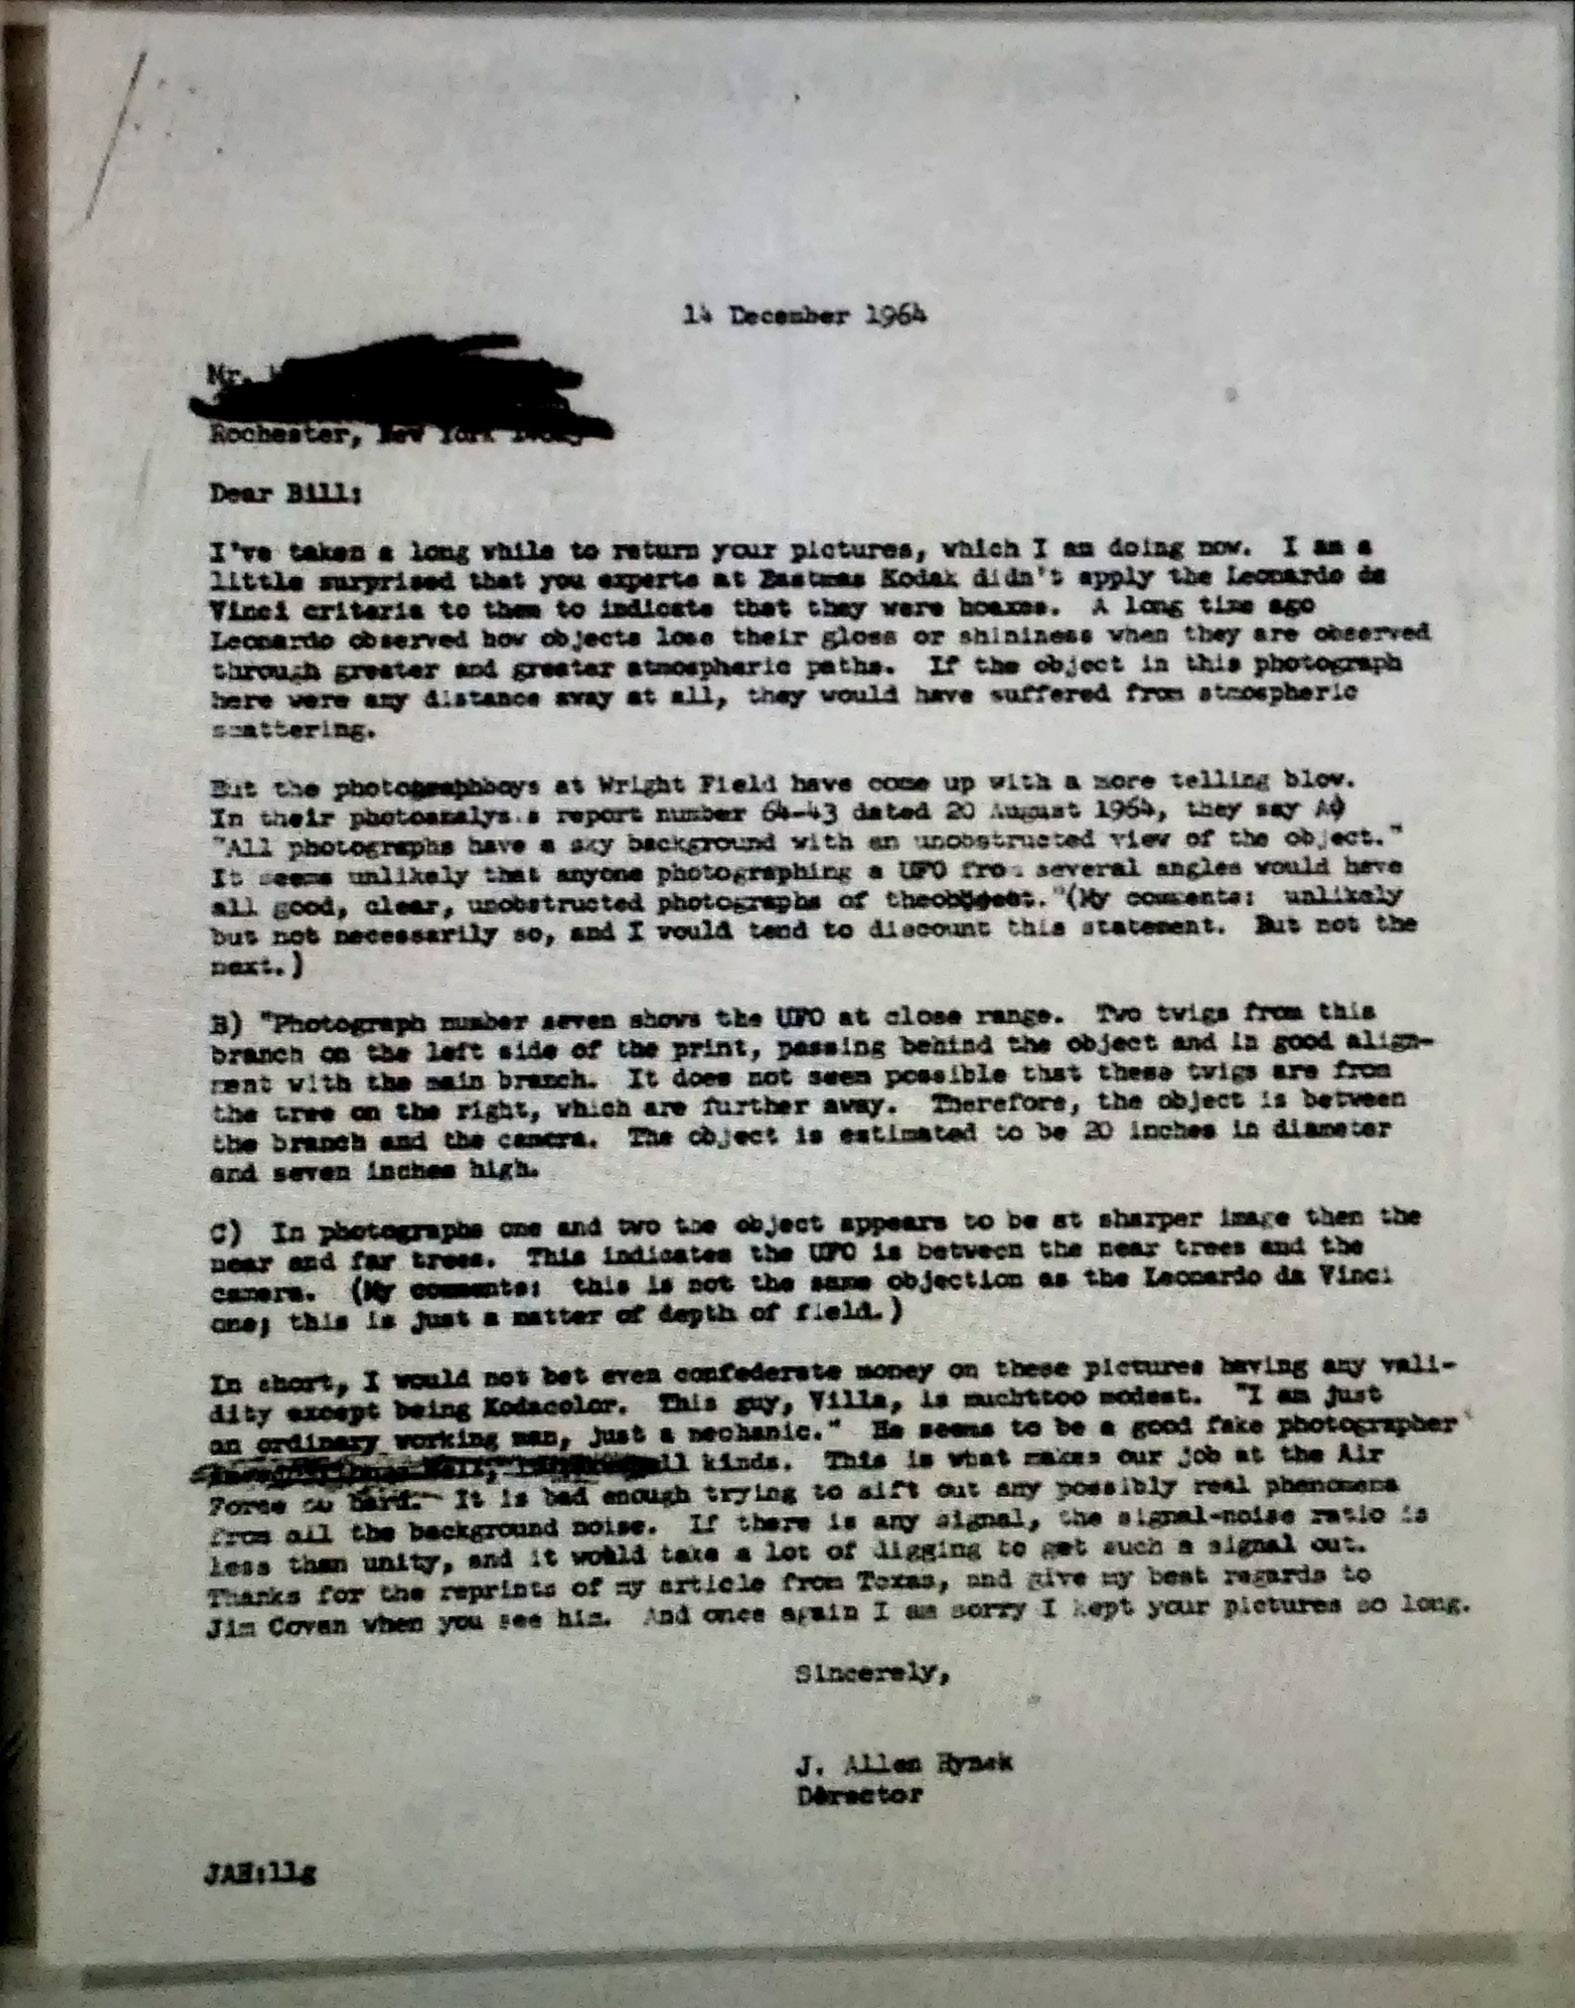 14 December 1964
Mr.
Rochester, New York
Dear Bill:
I've taken a long while to return your pictures, which I am doing now. I am a
little surprised that you experts at Eastman Kodak didn't apply the Leonardo da
Vinci criteria to them to indicate that they were hoaxes. A long time ago
Leonardo observed how objects lose their gloss or shininess when they are observed
through greater and greater atmospheric paths. If the object in this photograph
here were any distance away at all, they would have suffered from atmospheric
scattering.
But the photographboys at Wright Field have come up with a more telling blow.
In their photoanalysis report number 64-43 dated 20 August 1964, they say A)
"All photographs have a sky background with an unobstructed view of the object."
It seems unlikely that anyone photographing a UFO from several angles would have
all good, clear, unobstructed photographs of theobject."(My comments: unlikely
but not necessarily so, and I would tend to discount this statement. But not the
next.)
B) "Photograph number seven shows the UFO at close range. Two twigs from this
branch on the left side of the print, passing behind the object and in good align-
ment with the main branch. It does not seem possible that these twigs are from
the tree on the right, which are further away. Therefore, the object is between
the branch and the camera. The object is estimated to be 20 inches in diameter
and seven inches high.
C) In photographs one and two the object appears to be at sharper image then the
near and far trees. This indicates the UFO is between the near trees and the
camera. (My comments: this is not the same objection as the Leonardo da Vinci
one; this is just a matter of depth of field.)
In short, I would not bet even confederate money on these pictures having any vali-
dity except being Kodacolor. This guy, Villa, is muchttoo modest. "I am just
an ordinary working man, just a mechanic." He seems to be a good fake photographer
kinds. This is what makes our job at the Air
Force so hard. It is bad enough trying to sift out any possibly real phenomena
from all the background noise. If there is any signal, the signal-noise ratio is
less than unity, and it would take a lot of digging to get such a signal out.
Thanks for the reprints of my article from Texas, and give my best regards to
Jim Covan when you see him. And once again I am sorry I kept your pictures so long.
Sincerely,
J. Allen Hynek
Director
JAH:llg